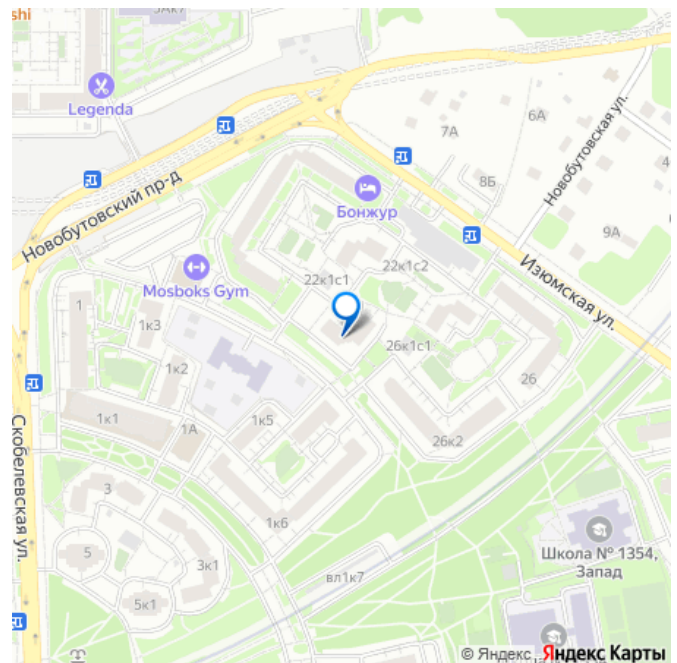 shi
Legenda
Новобутовский пр-д
7А
6А
8Б
Новобутовская ул.
9А
Бонжур
Изюмская ул.
Mosboks Gym
22к1с1
22к1с2
26к1с1
26
26к2
1
1к3
1к2
1к1
1А
1к5
1к6
3
3к1
5
5к1
вл1к7
Скобелевская ул.
Школа № 1354,
Запад
© Яндекс
Яндекс Карты